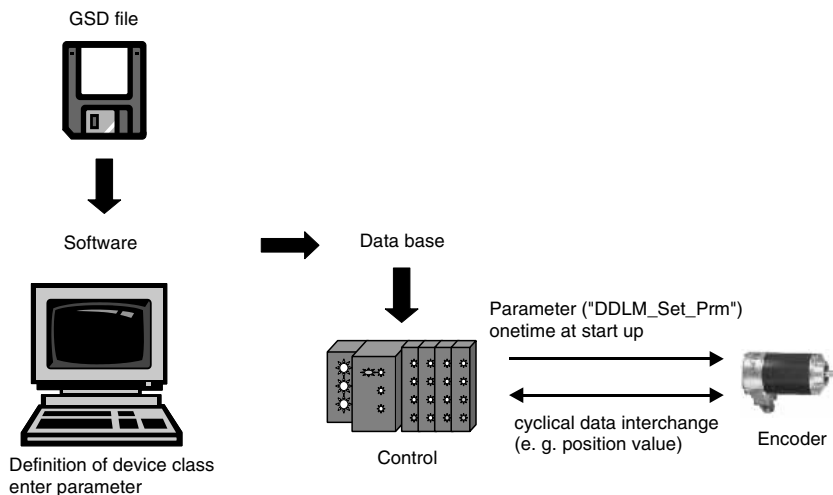 GSD file
Software
Data base
Parameter ("DDLM_Set_Prm")
onetime at start up
cyclical data interchange
(e. g. position value)
Encoder
Control
Definition of device class
enter parameter